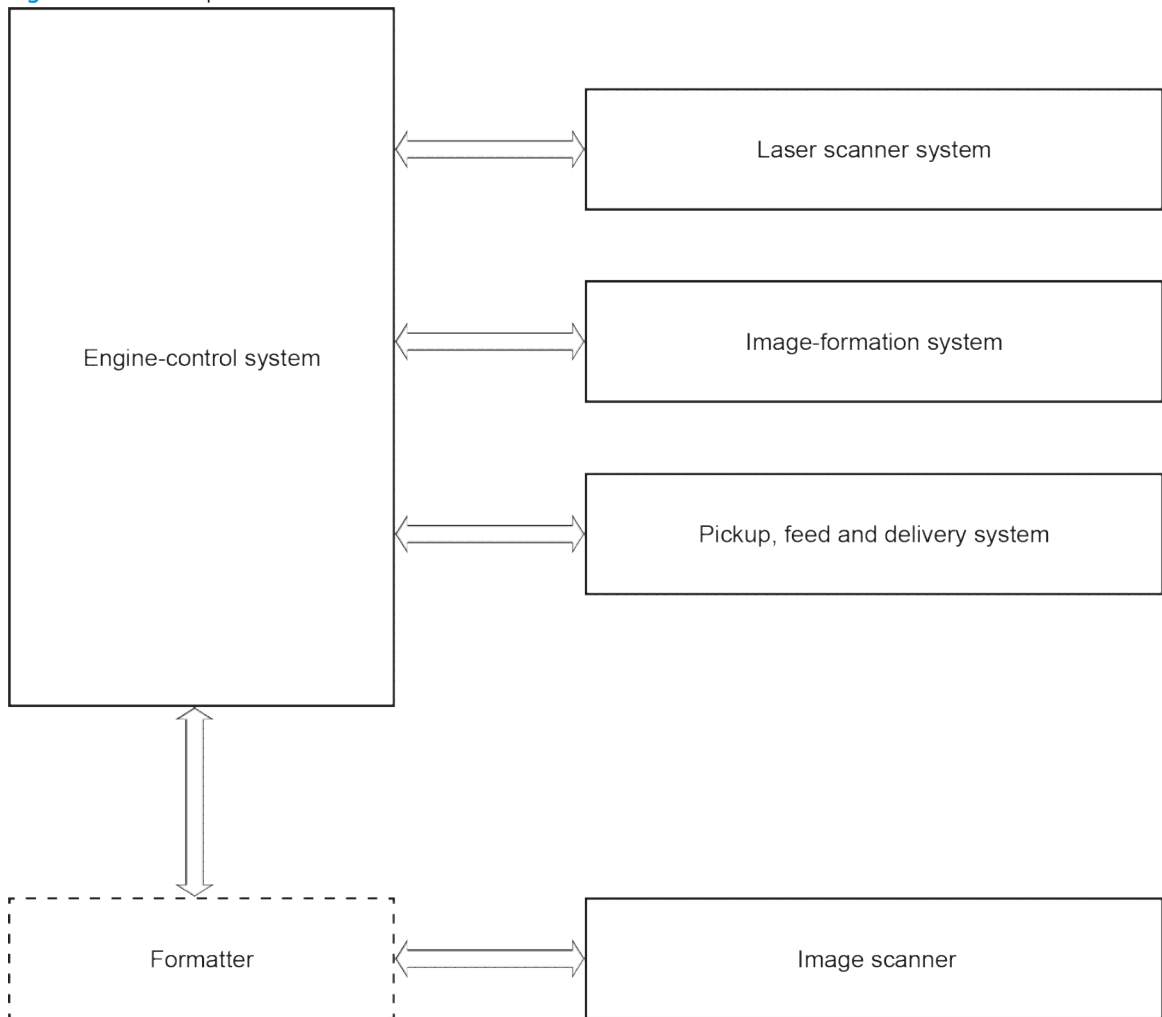 Laser scanner system
Image-formation system
Engine-control system
Pickup, feed and delivery system
Formatter
Image scanner